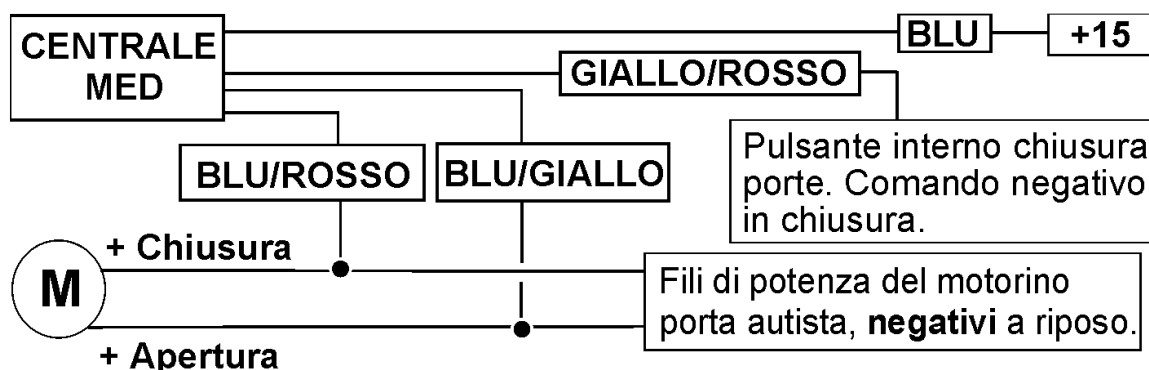 CENTRALE
MED
BLU
+15
GIALLO/ROSSO
BLU/ROSSO
BLU/GIALLO
Pulsante interno chiusura
porte. Comando negativo
in chiusura.
+ Chiusura
M
Fili di potenza del motorino
porta autista, negativi a riposo.
+ Apertura